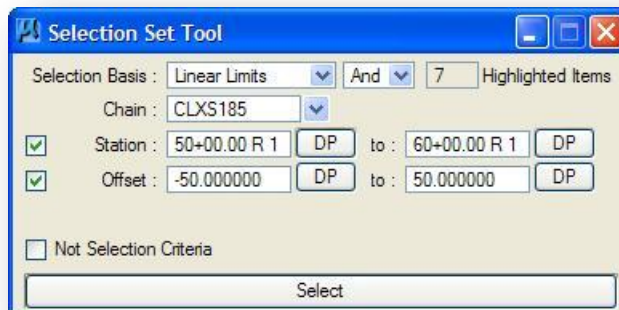 Selection Set Tool
Selection Basis : Linear Limits And 7 Highlighted Items
Chain : CLXS185
Station : 50+00.00 R 1 DP to : 60+00.00 R 1 DP
Offset : -50.000000 DP to : 50.000000 DP
Not Selection Criteria
Select